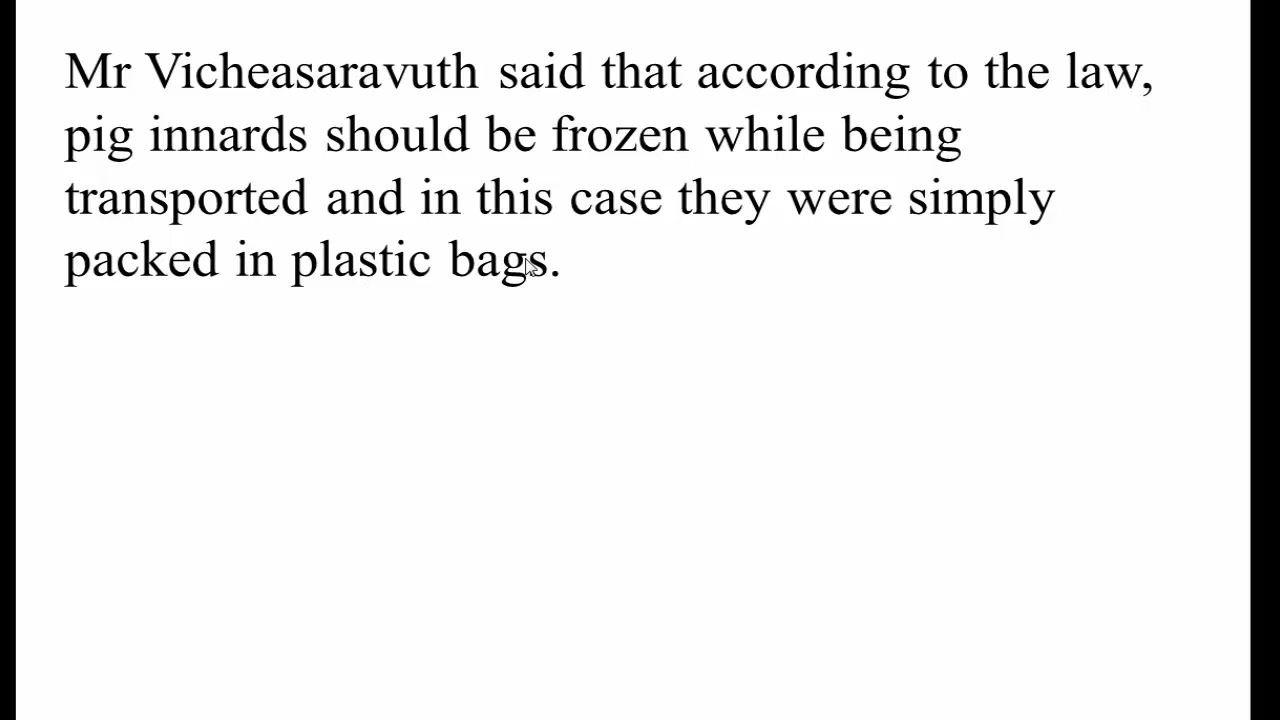 Mr Vicheasaravuth said that according to the law,
pig innards should be frozen while being
transported and in this case they were simply
packed in plastic bags.